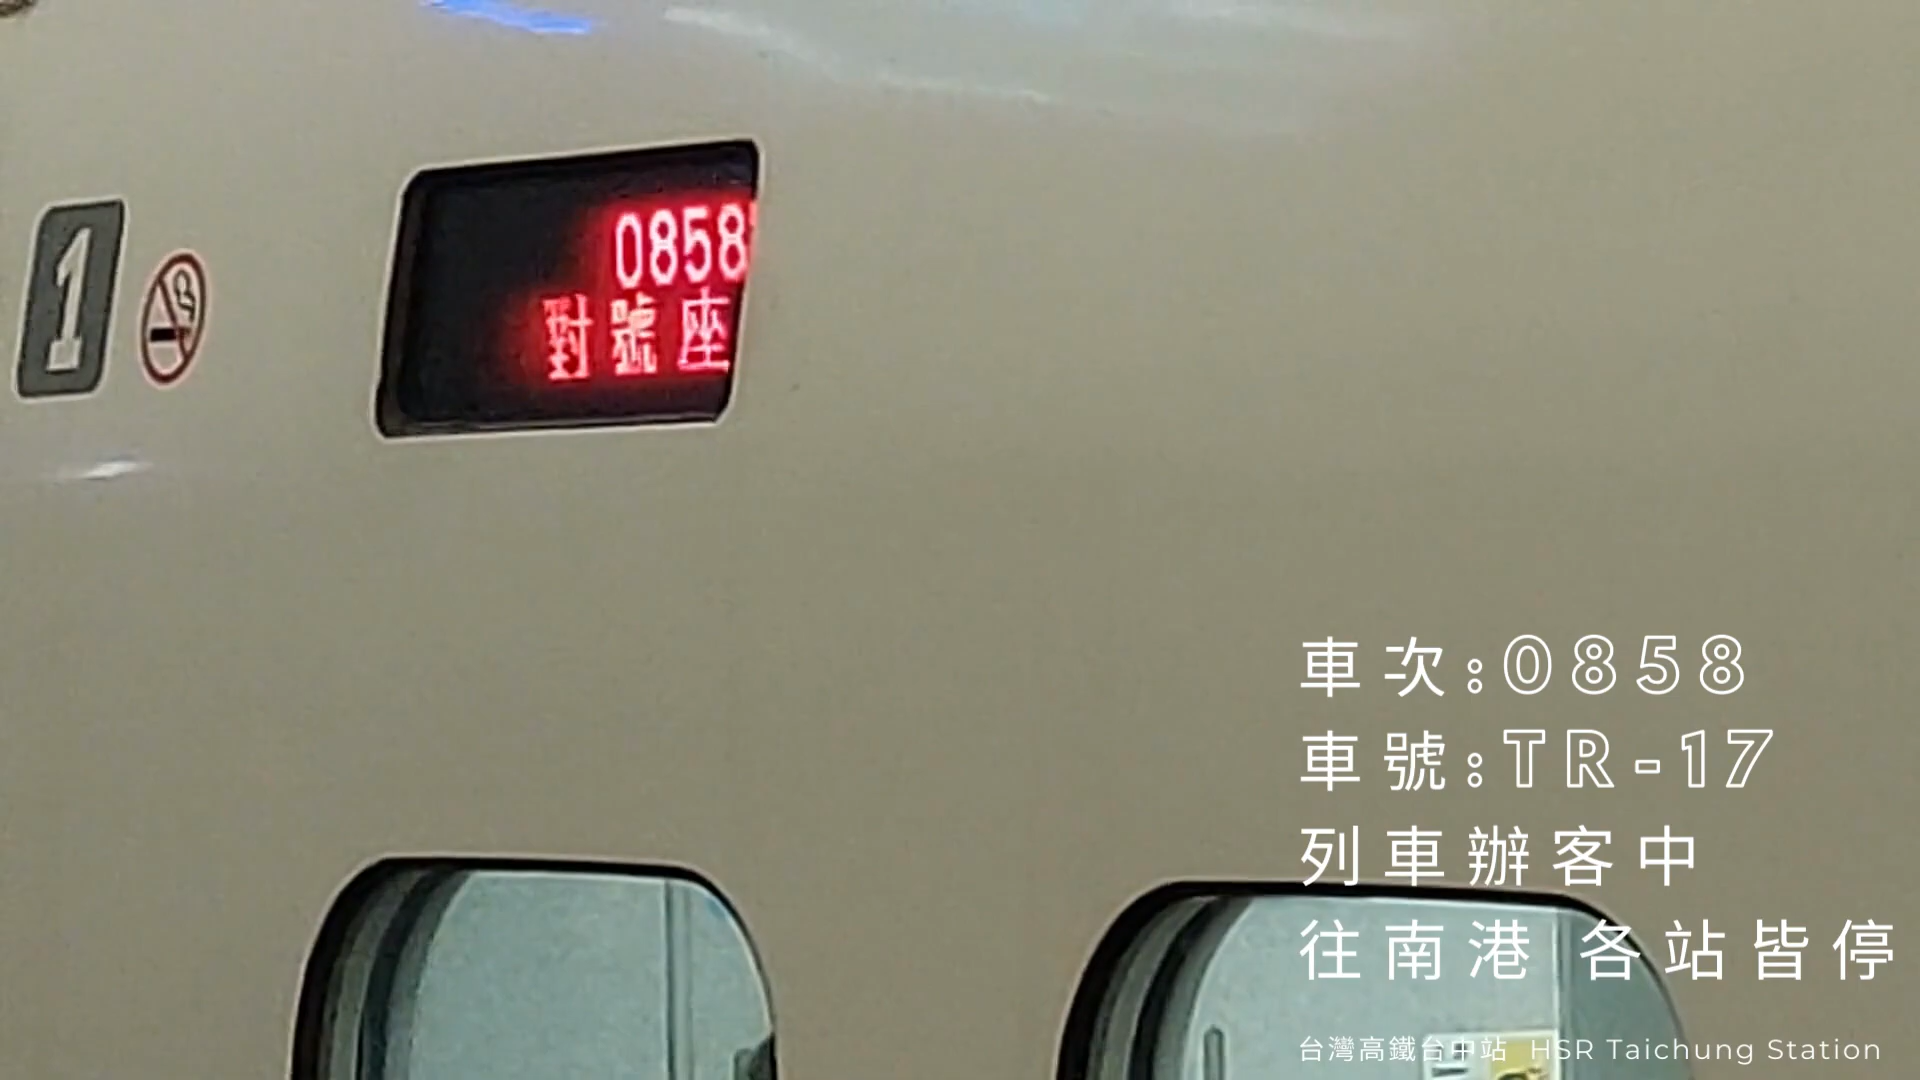 1
0858
對號座
車次:0858
車號:TR-17
列車辦客中
往南港 各站皆停
台灣高鐵台中站 HSR Taichung Station